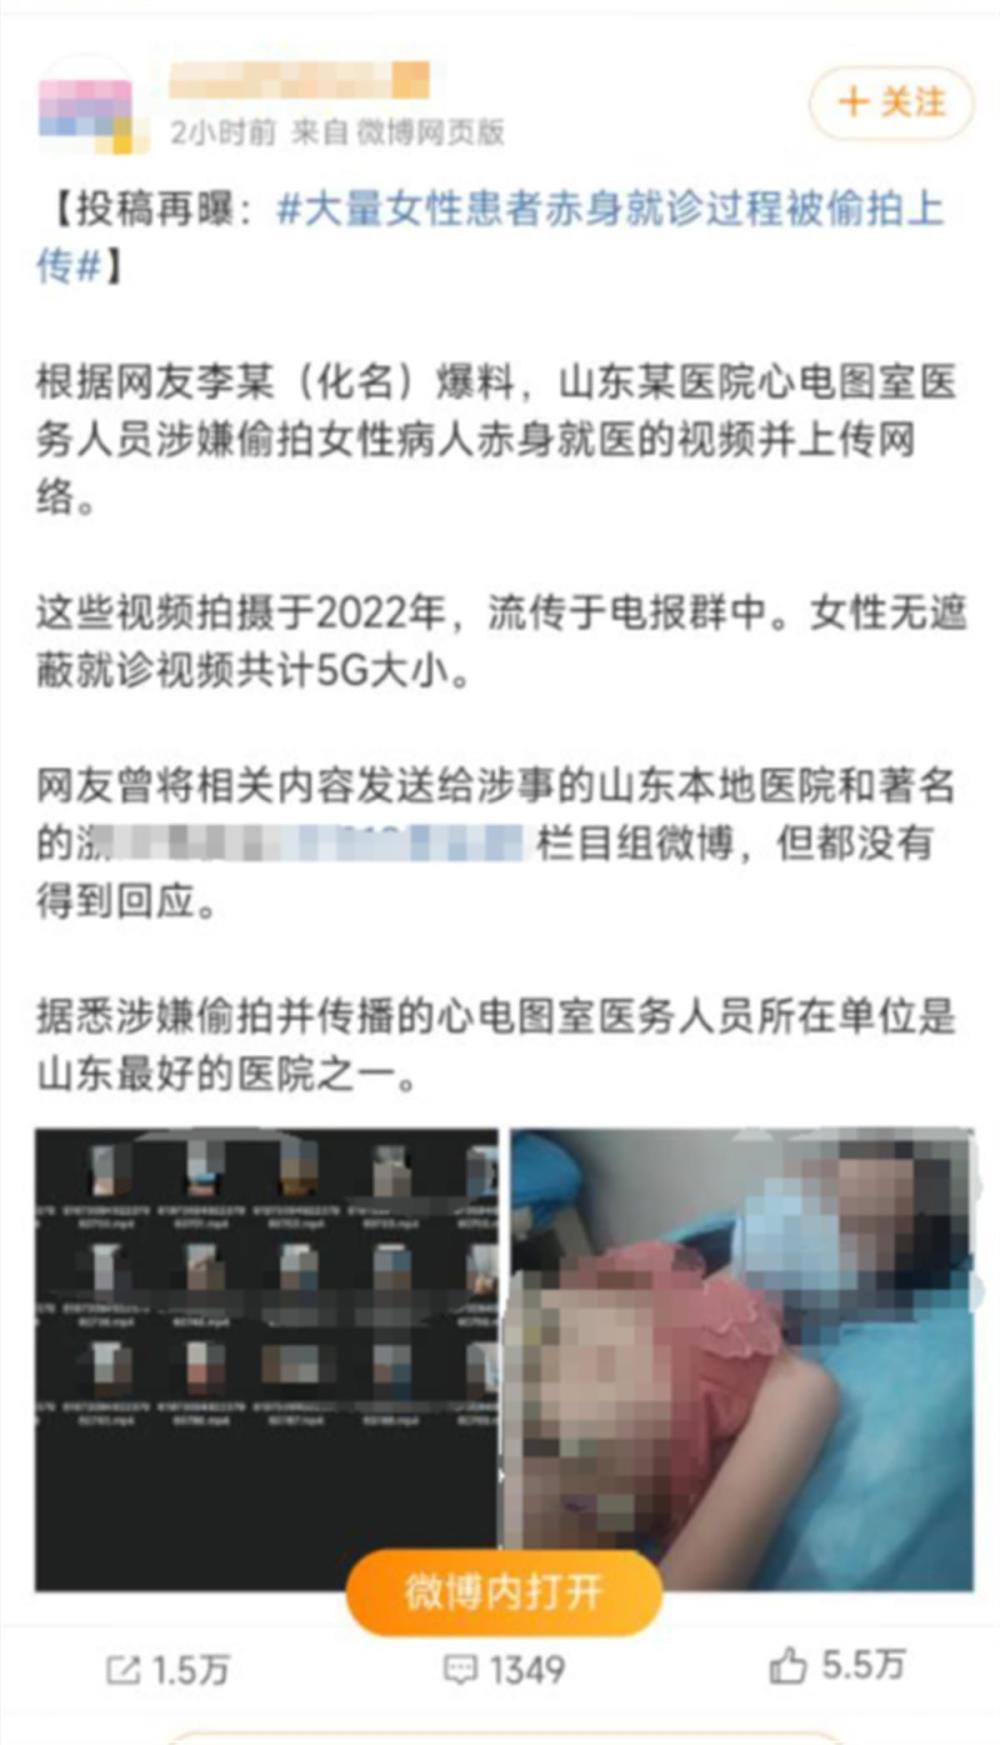 2小时前 来自 微博网页版
+ 关注
【投稿再曝：#大量女性患者赤身就诊过程被偷拍上
传#】
根据网友李某（化名）爆料，山东某医院心电图室医
务人员涉嫌偷拍女性病人赤身就医的视频并上传网
络。
这些视频拍摄于2022年，流传于电报群中。女性无遮
蔽就诊视频共计5G大小。
网友曾将相关内容发送给涉事的山东本地医院和著名
的 栏目组微博，但都没有
得到回应。
据悉涉嫌偷拍并传播的心电图室医务人员所在单位是
山东最好的医院之一。
微博内打开
1.5万
1349
5.5万